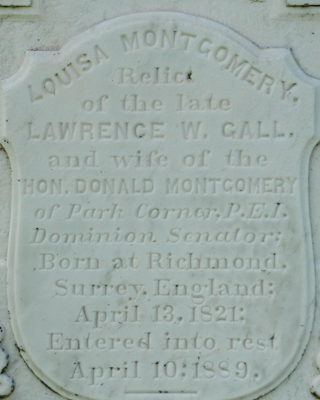 LOUISA MONTGOMERY.
Relict
of the late
LAWRENCE W. GALL.
and wife of the
HON. DONALD MONTGOMERY
of Park Corner, P.E.I.
Dominion Senator;
Born at Richmond.
Surrey. England;
April 13, 1821;
Entered into rest
April 10, 1889.